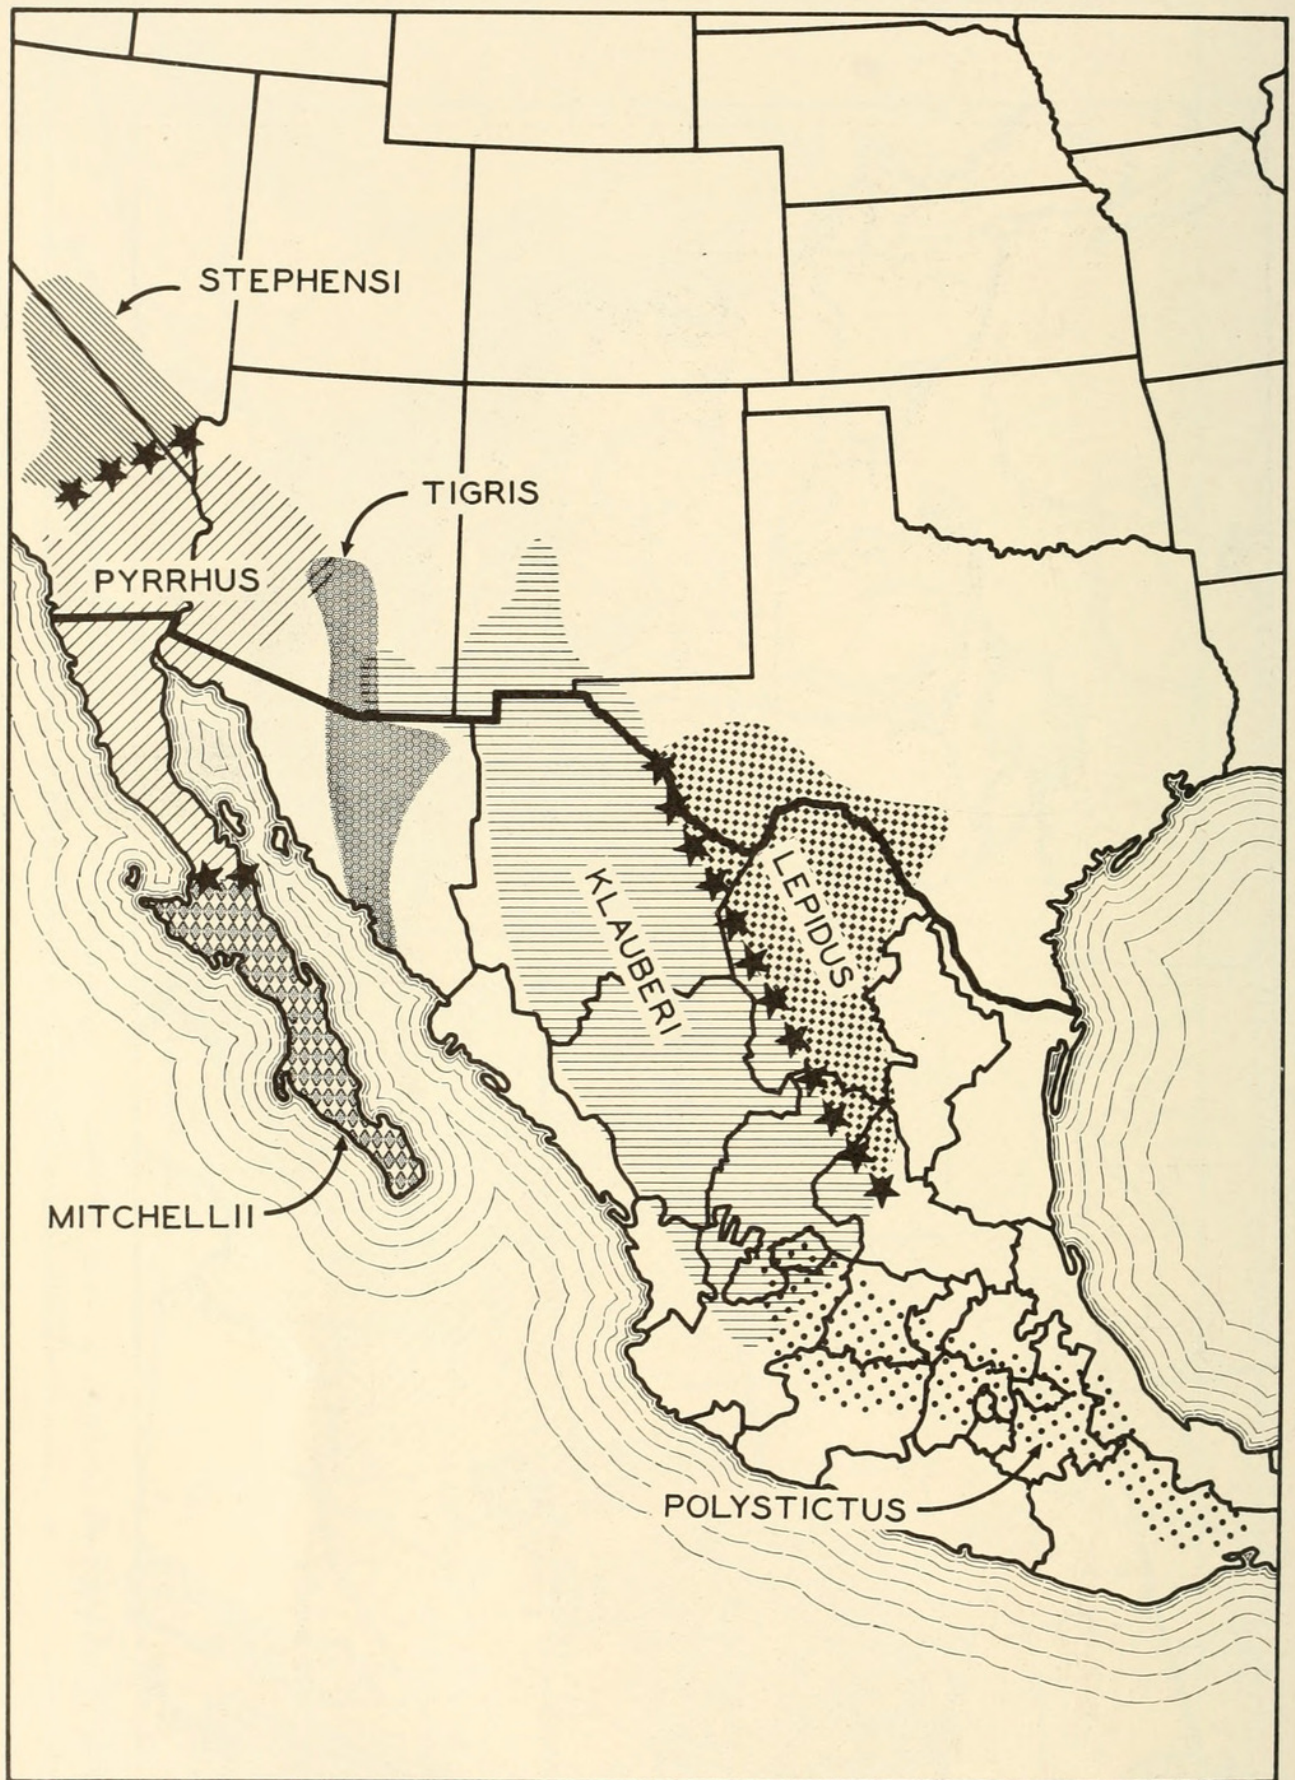 STEPHENSI
TIGRIS
PYRRHUS
KLAUBERI
LEPIDUS
MITCHELLII
POLYSTICTUS